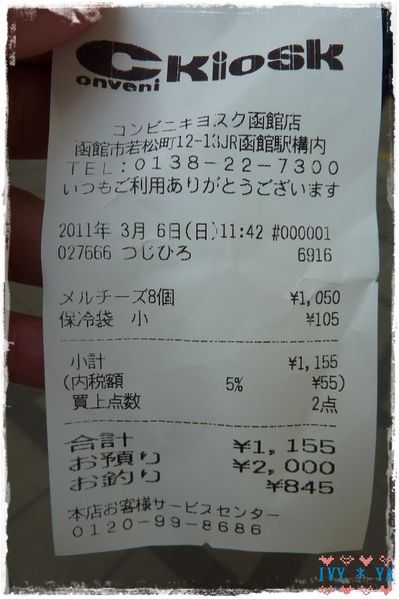 Conveni Kiosk
コンビニキヨスク函館店
函館市若松町12-13JR函館駅構内
TEL:0138-22-7300
いつもご利用ありがとうございます
2011年 3月 6日(日)11:42 #000001
027666 つじひろ 6916
メルチーズ8個 ¥1,050
保冷袋 小 ¥105
小計 ¥1,155
(内税額 5% ¥55)
買上点数 2点
合計 ¥1,155
お預り ¥2,000
お釣り ¥845
本店お客様サービスセンター
0120-99-8686
IVY * YA